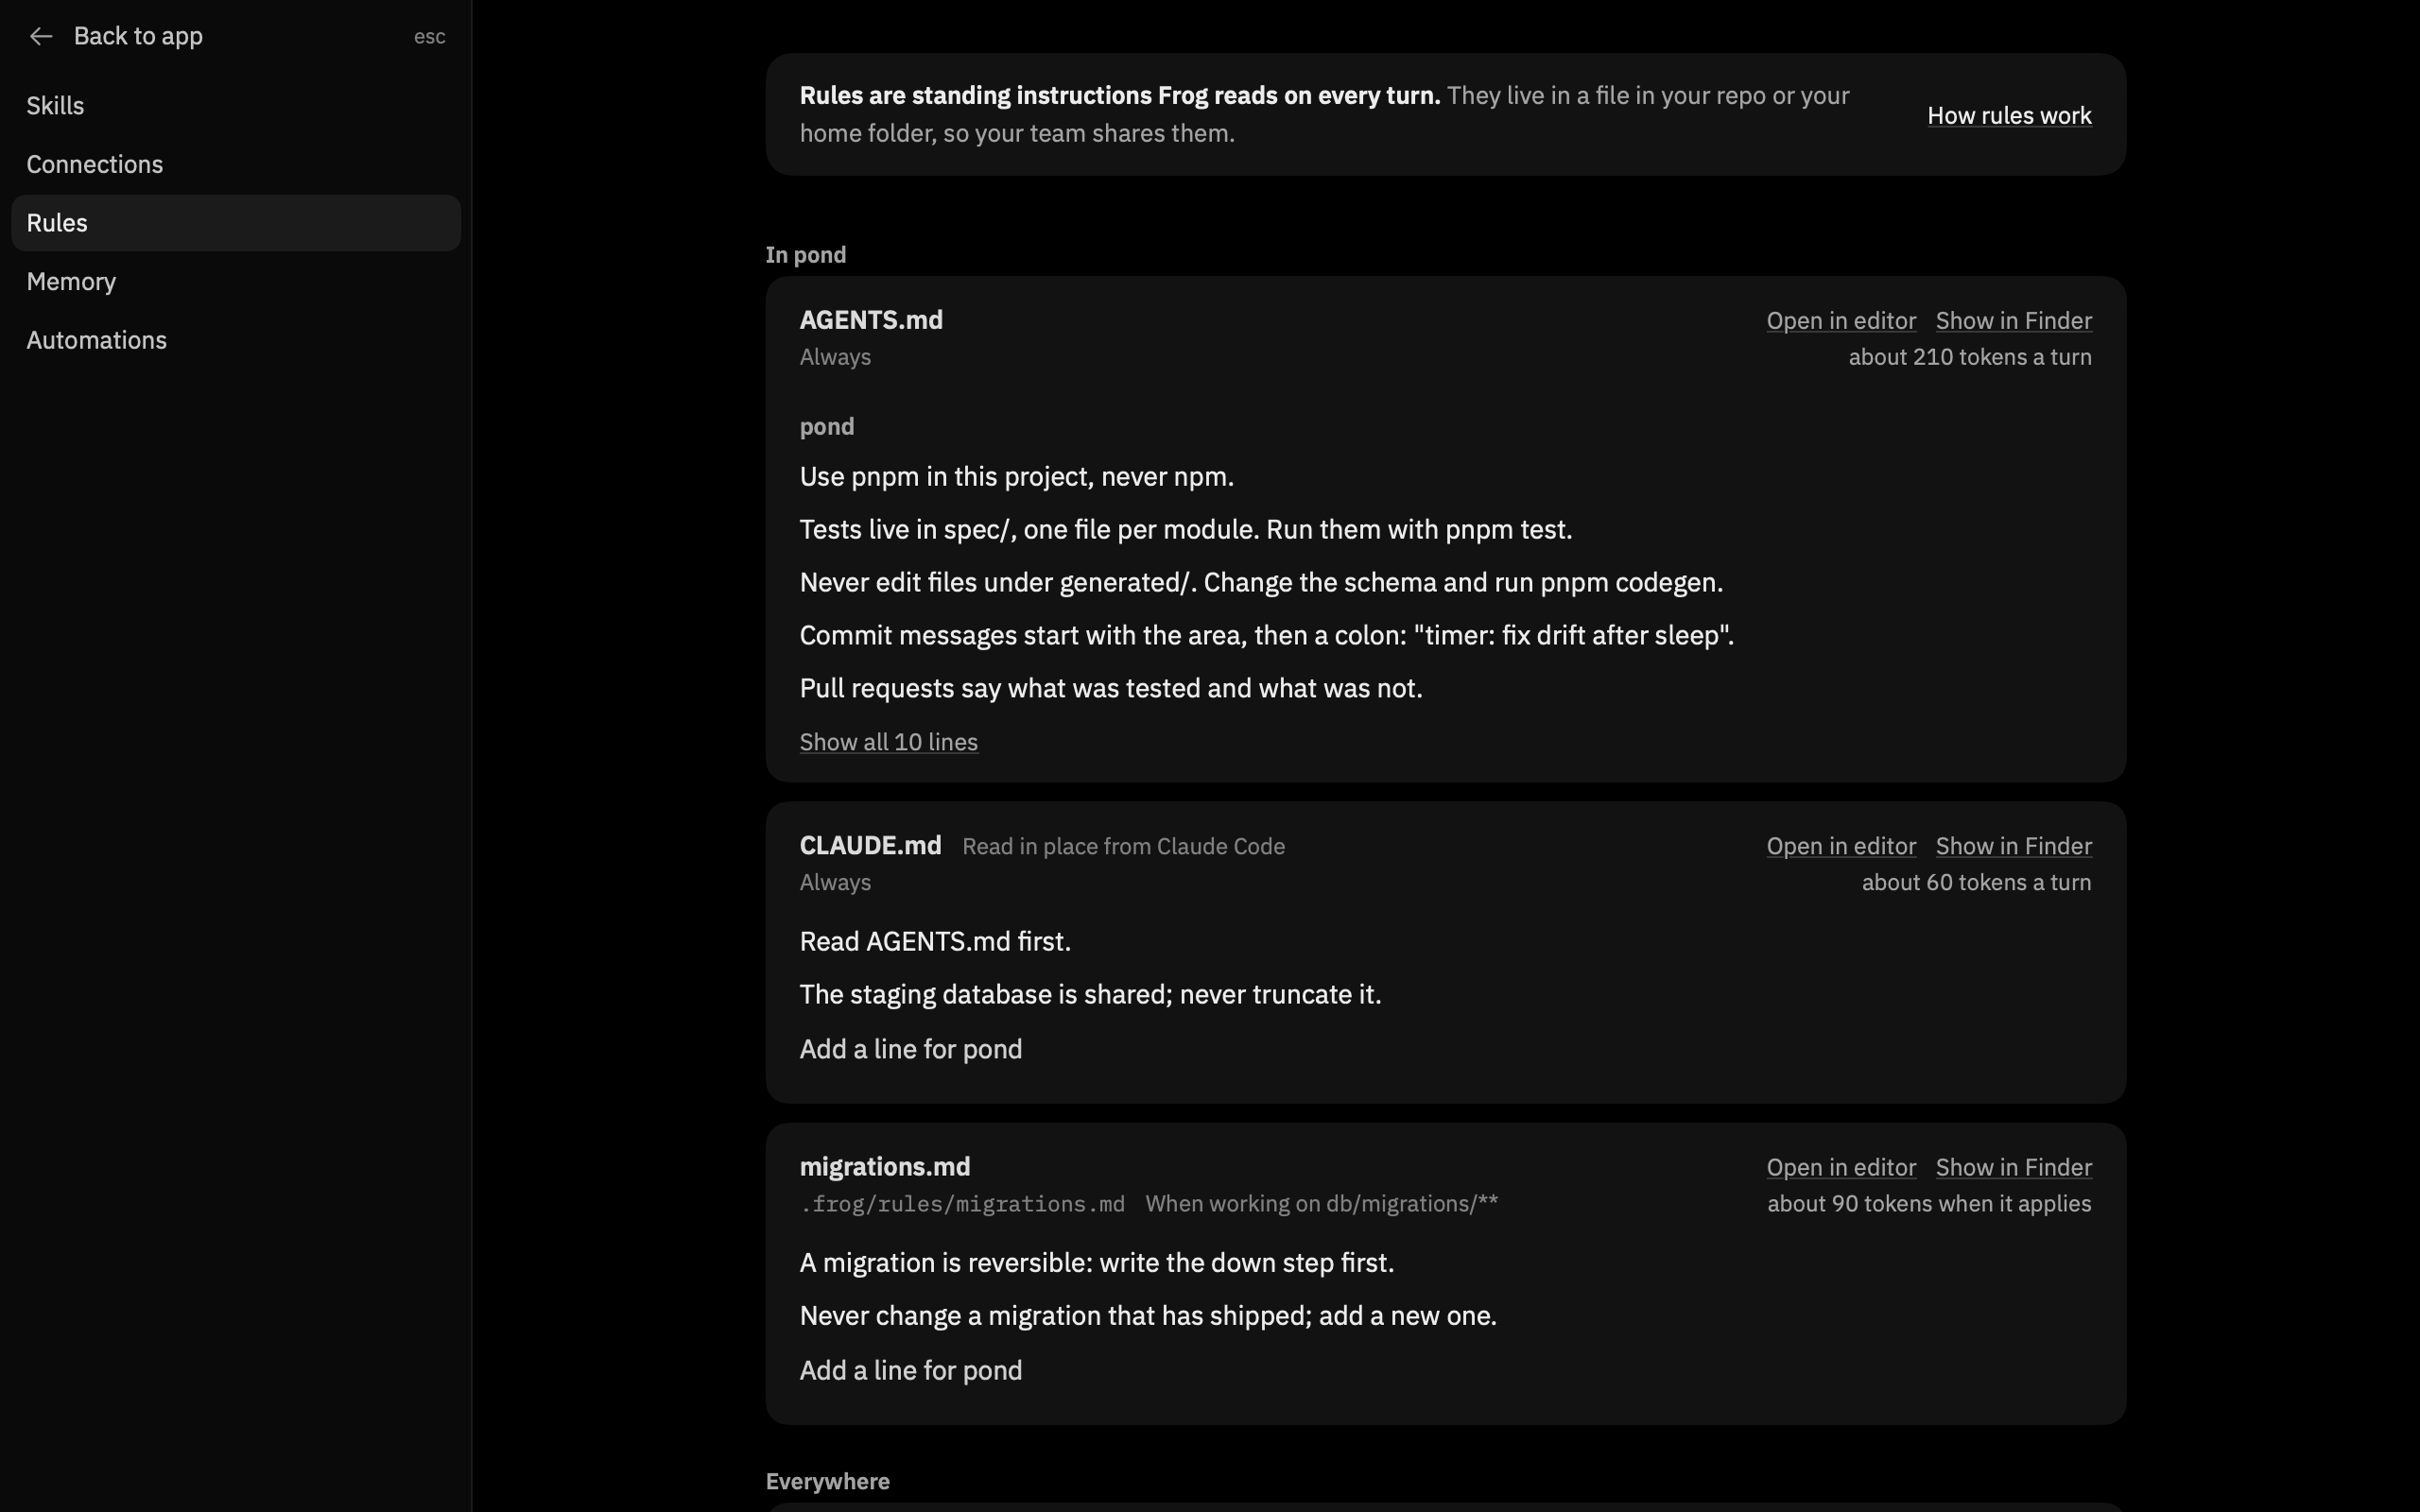 Back to app esc
Skills
Connections
Rules
Memory
Automations
Rules are standing instructions Frog reads on every turn. They live in a file in your repo or your
home folder, so your team shares them.
How rules work
In pond
AGENTS.md Open in editor Show in Finder
Always about 210 tokens a turn
pond
Use pnpm in this project, never npm.
Tests live in spec/, one file per module. Run them with pnpm test.
Never edit files under generated/. Change the schema and run pnpm codegen.
Commit messages start with the area, then a colon: "timer: fix drift after sleep".
Pull requests say what was tested and what was not.
Show all 10 lines
CLAUDE.md Read in place from Claude Code Open in editor Show in Finder
Always about 60 tokens a turn
Read AGENTS.md first.
The staging database is shared; never truncate it.
Add a line for pond
migrations.md Open in editor Show in Finder
.frog/rules/migrations.md When working on db/migrations/** about 90 tokens when it applies
A migration is reversible: write the down step first.
Never change a migration that has shipped; add a new one.
Add a line for pond
Everywhere